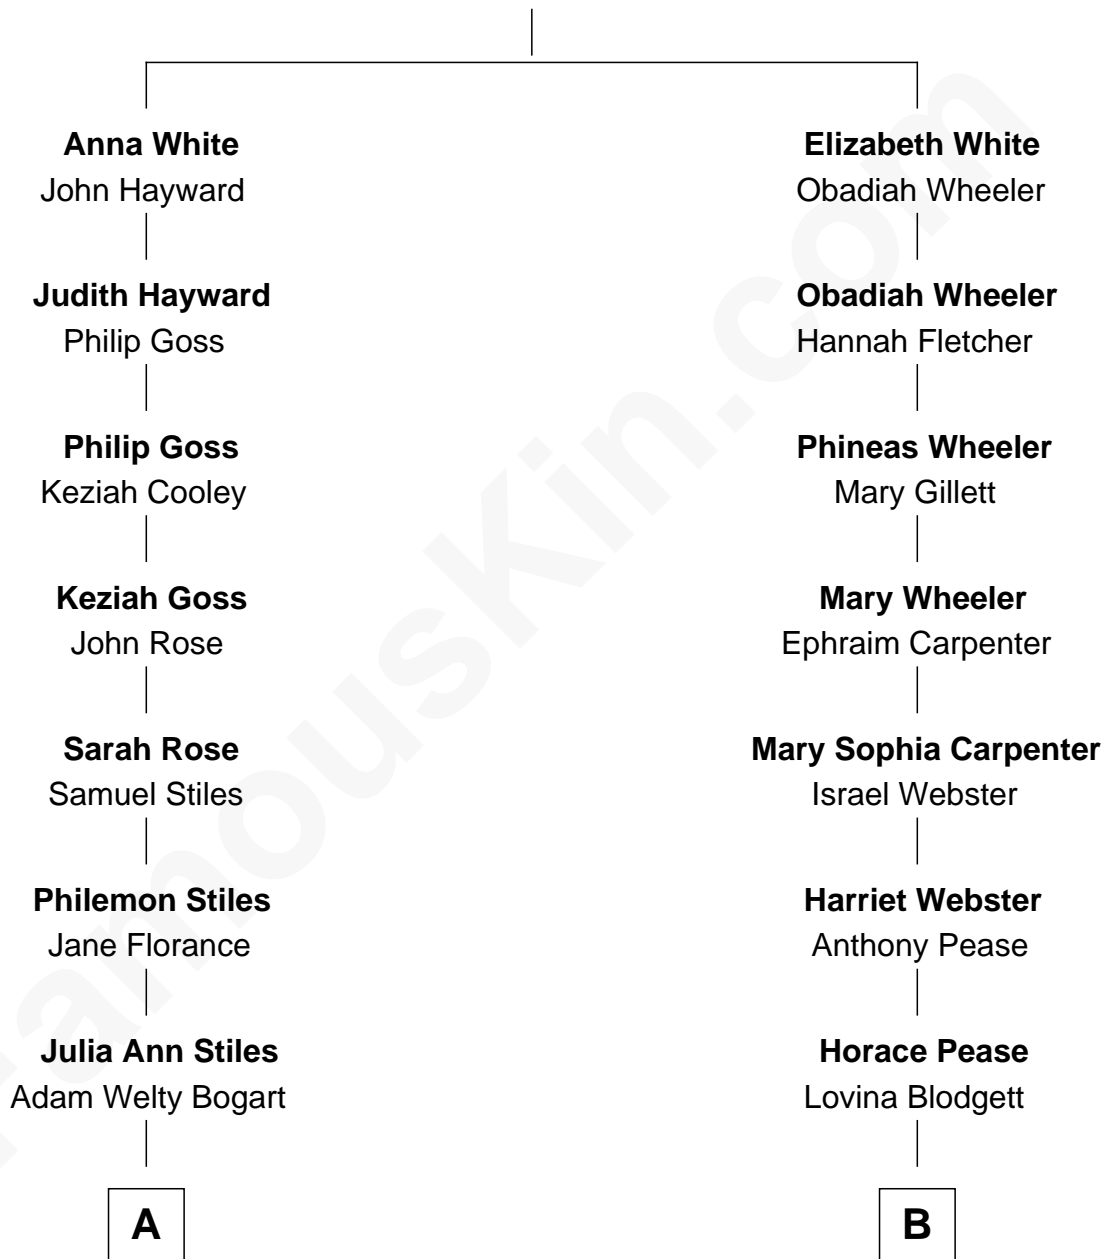 Anna White
John Hayward
Judith Hayward
Philip Goss
Philip Goss
Keziah Cooley
Keziah Goss
John Rose
Sarah Rose
Samuel Stiles
Philemon Stiles
Jane Florance
Julia Ann Stiles
Adam Welty Bogart
A
Elizabeth White
Obadiah Wheeler
Obadiah Wheeler
Hannah Fletcher
Phineas Wheeler
Mary Gillett
Mary Wheeler
Ephraim Carpenter
Mary Sophia Carpenter
Israel Webster
Harriet Webster
Anthony Pease
Horace Pease
Lovina Blodgett
B
FamousKin.com